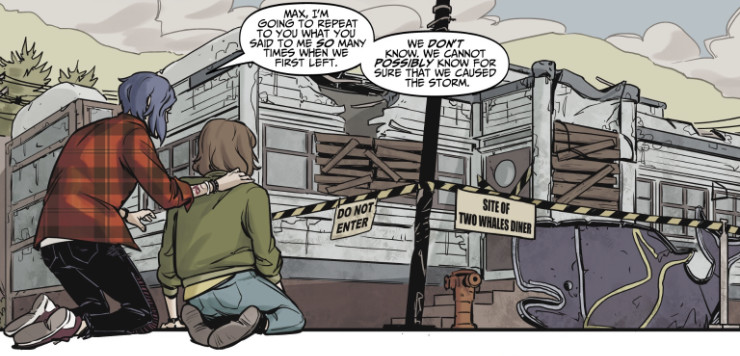 MAX, I'M
GOING TO REPEAT
TO YOU WHAT YOU
SAID TO ME SO MANY
TIMES WHEN WE
FIRST LEFT.
WE DON'T
KNOW. WE CANNOT
POSSIBLY KNOW FOR
SURE THAT WE CAUSED
THE STORM.
DO NOT
ENTER
SITE OF
TWO WHALES DINER